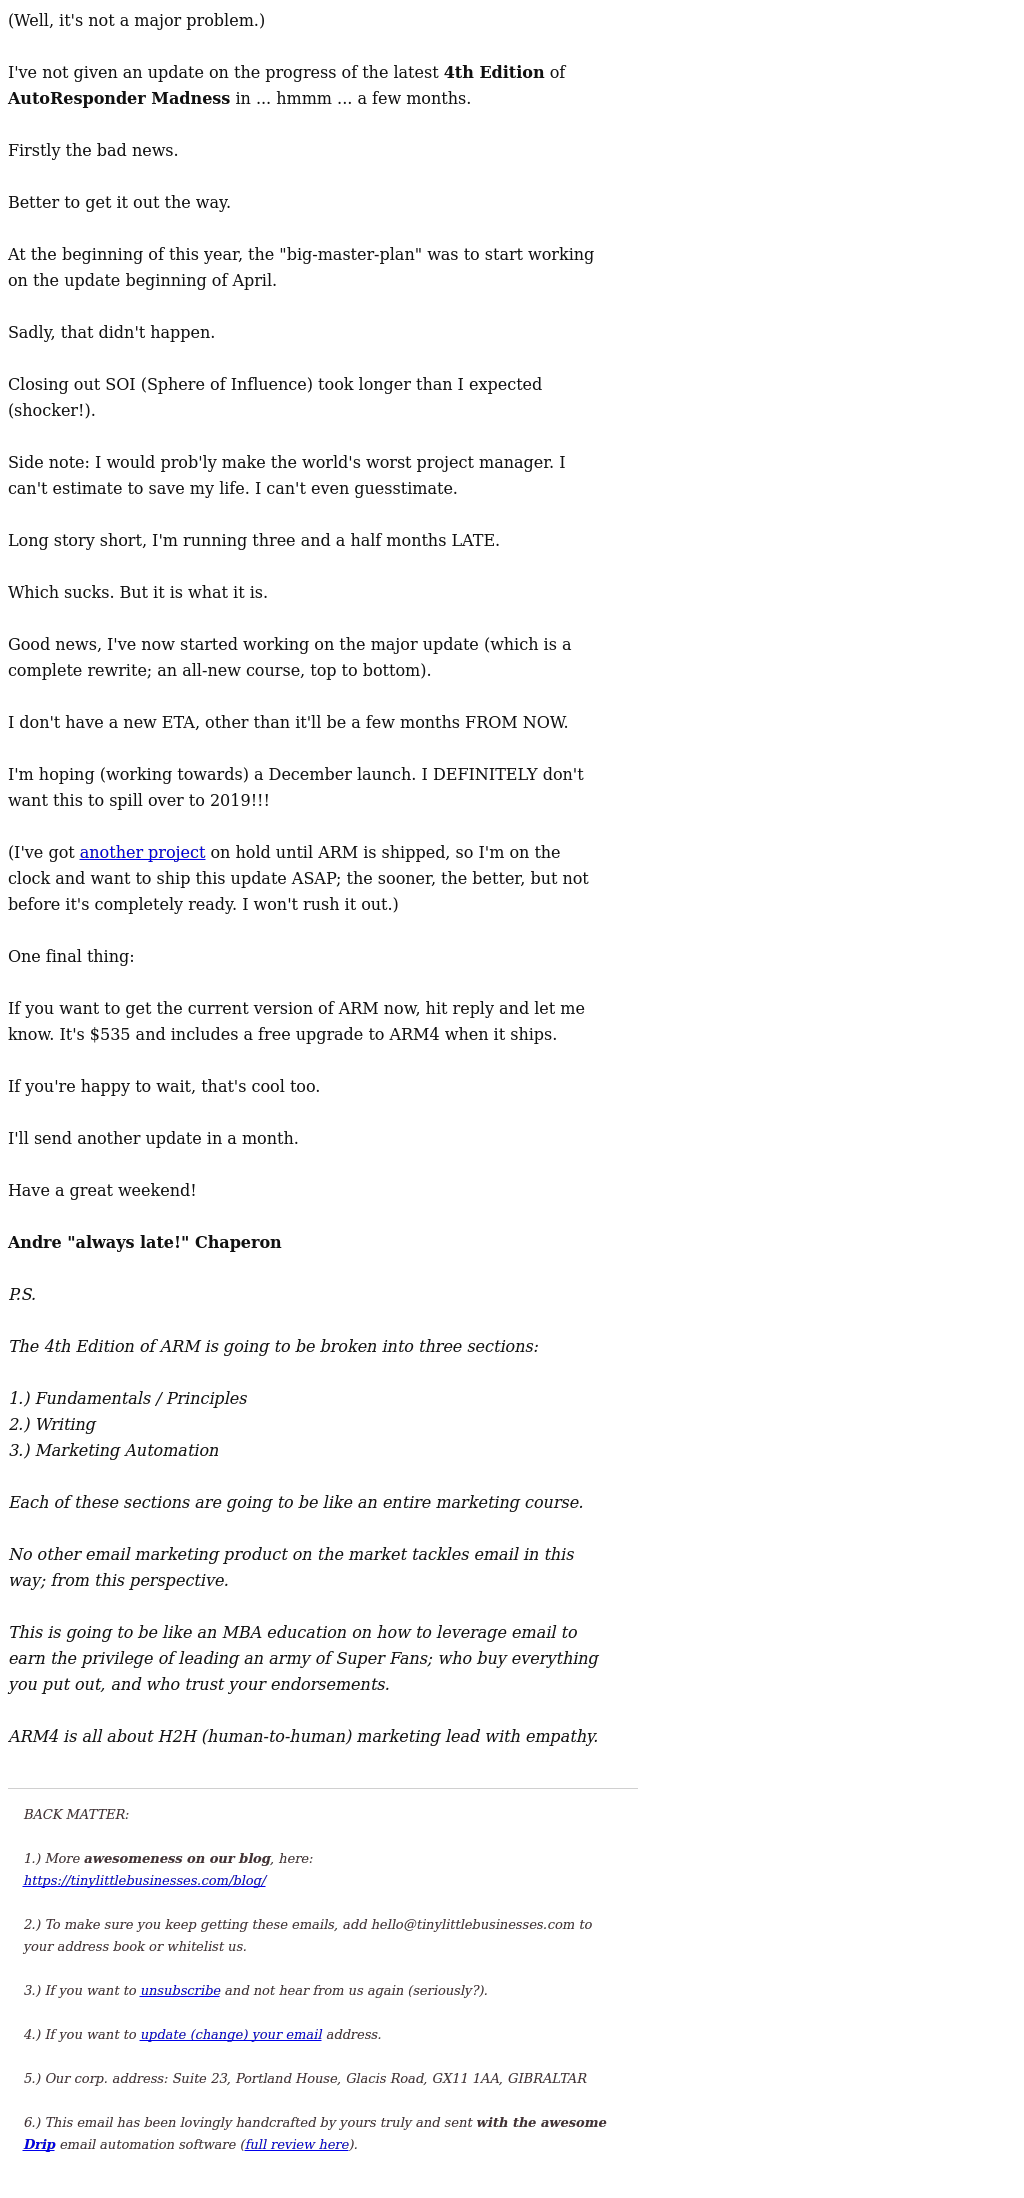 (Well, it's not a major problem.)
I've not given an update on the progress of the latest 4th Edition of
AutoResponder Madness in ... hmmm ... a few months.
Firstly the bad news.
Better to get it out the way.
At the beginning of this year, the "big-master-plan" was to start working
on the update beginning of April.
Sadly, that didn't happen.
Closing out SOI (Sphere of Influence) took longer than I expected
(shocker!).
Side note: I would prob'ly make the world's worst project manager. I
can't estimate to save my life. I can't even guesstimate.
Long story short, I'm running three and a half months LATE.
Which sucks. But it is what it is.
Good news, I've now started working on the major update (which is a
complete rewrite; an all-new course, top to bottom).
I don't have a new ETA, other than it'll be a few months FROM NOW.
I'm hoping (working towards) a December launch. I DEFINITELY don't
want this to spill over to 2019!!!
(I've got another project on hold until ARM is shipped, so I'm on the
clock and want to ship this update ASAP; the sooner, the better, but not
before it's completely ready. I won't rush it out.)
One final thing:
If you want to get the current version of ARM now, hit reply and let me
know. It's $535 and includes a free upgrade to ARM4 when it ships.
If you're happy to wait, that's cool too.
I'll send another update in a month.
Have a great weekend!
Andre "always late!" Chaperon
P.S.
The 4th Edition of ARM is going to be broken into three sections:
1.) Fundamentals / Principles
2.) Writing
3.) Marketing Automation
Each of these sections are going to be like an entire marketing course.
No other email marketing product on the market tackles email in this
way; from this perspective.
This is going to be like an MBA education on how to leverage email to
earn the privilege of leading an army of Super Fans; who buy everything
you put out, and who trust your endorsements.
ARM4 is all about H2H (human-to-human) marketing lead with empathy.
BACK MATTER:
1.) More awesomeness on our blog, here:
https://tinylittlebusinesses.com/blog/
2.) To make sure you keep getting these emails, add hello@tinylittlebusinesses.com to
your address book or whitelist us.
3.) If you want to unsubscribe and not hear from us again (seriously?).
4.) If you want to update (change) your email address.
5.) Our corp. address: Suite 23, Portland House, Glacis Road, GX11 1AA, GIBRALTAR
6.) This email has been lovingly handcrafted by yours truly and sent with the awesome
Drip email automation software (full review here).